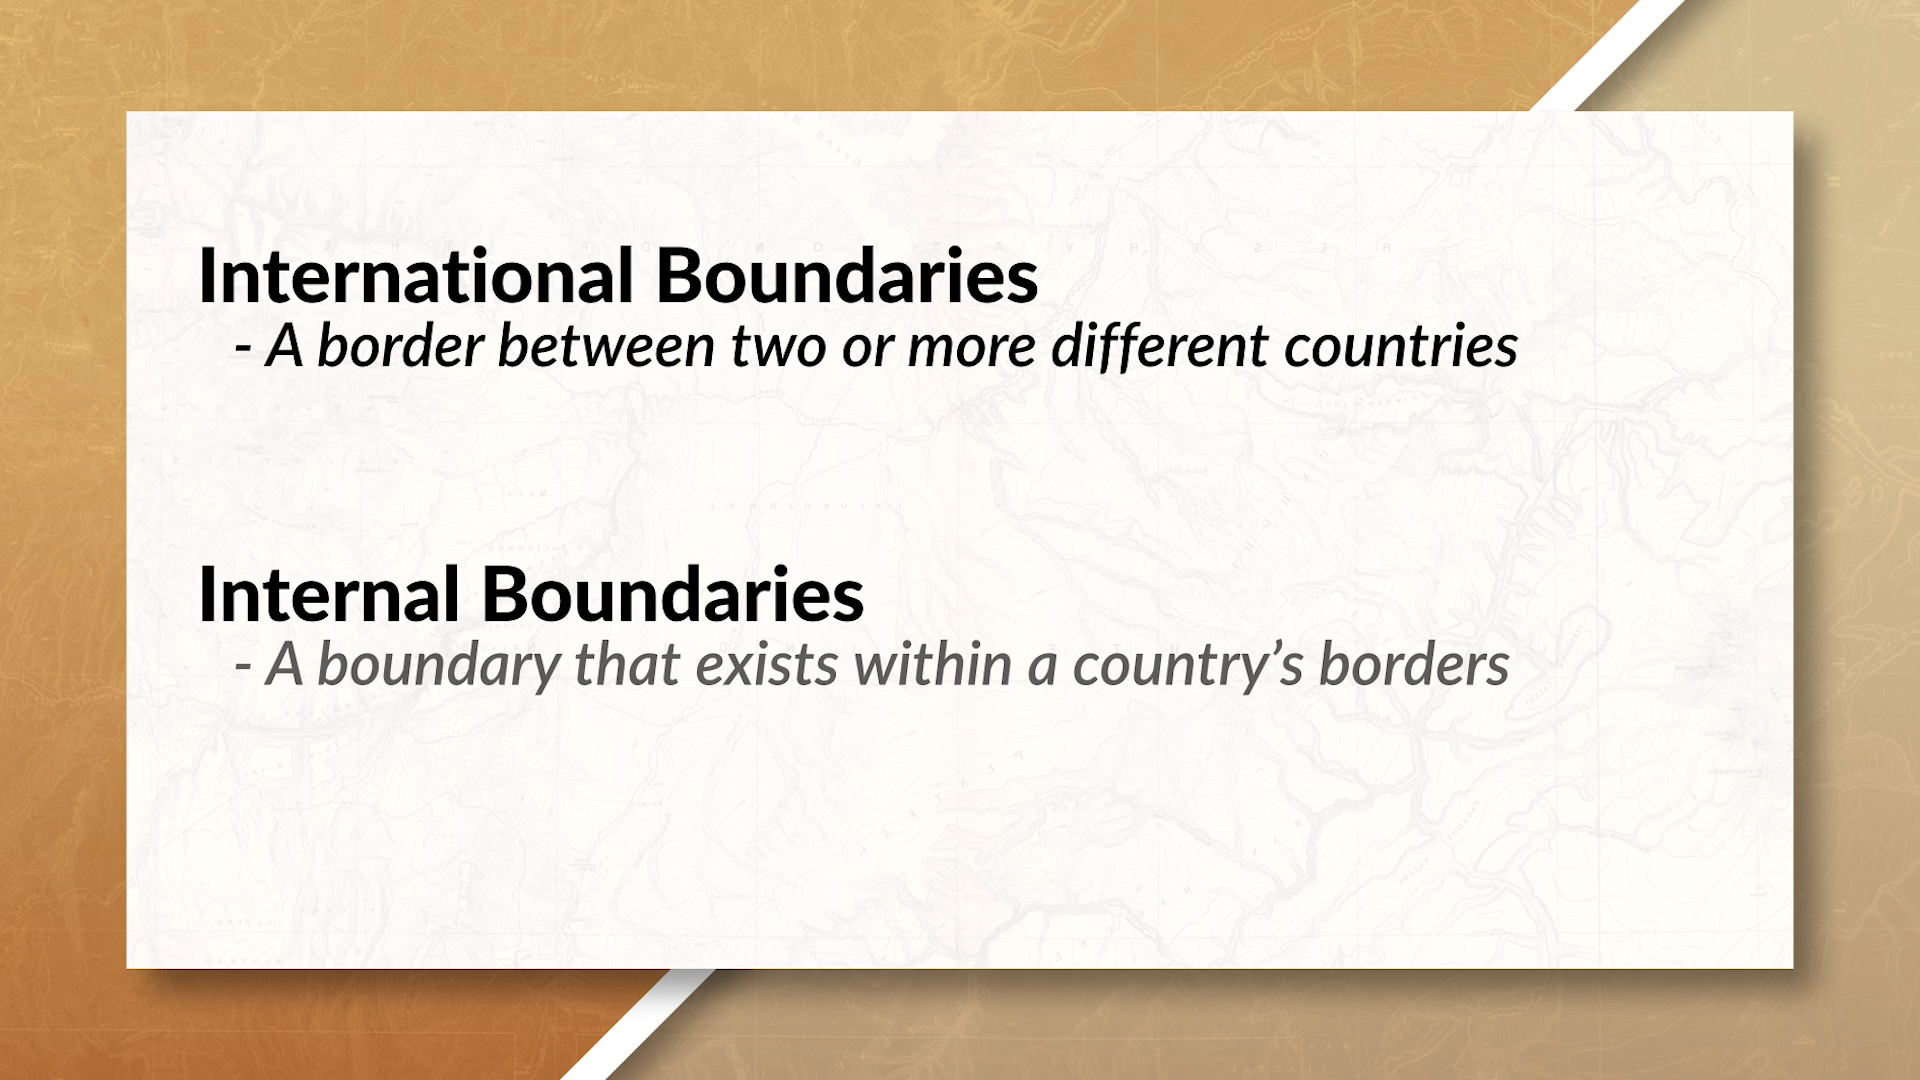 International Boundaries
- A border between two or more different countries
Internal Boundaries
- A boundary that exists within a country’s borders